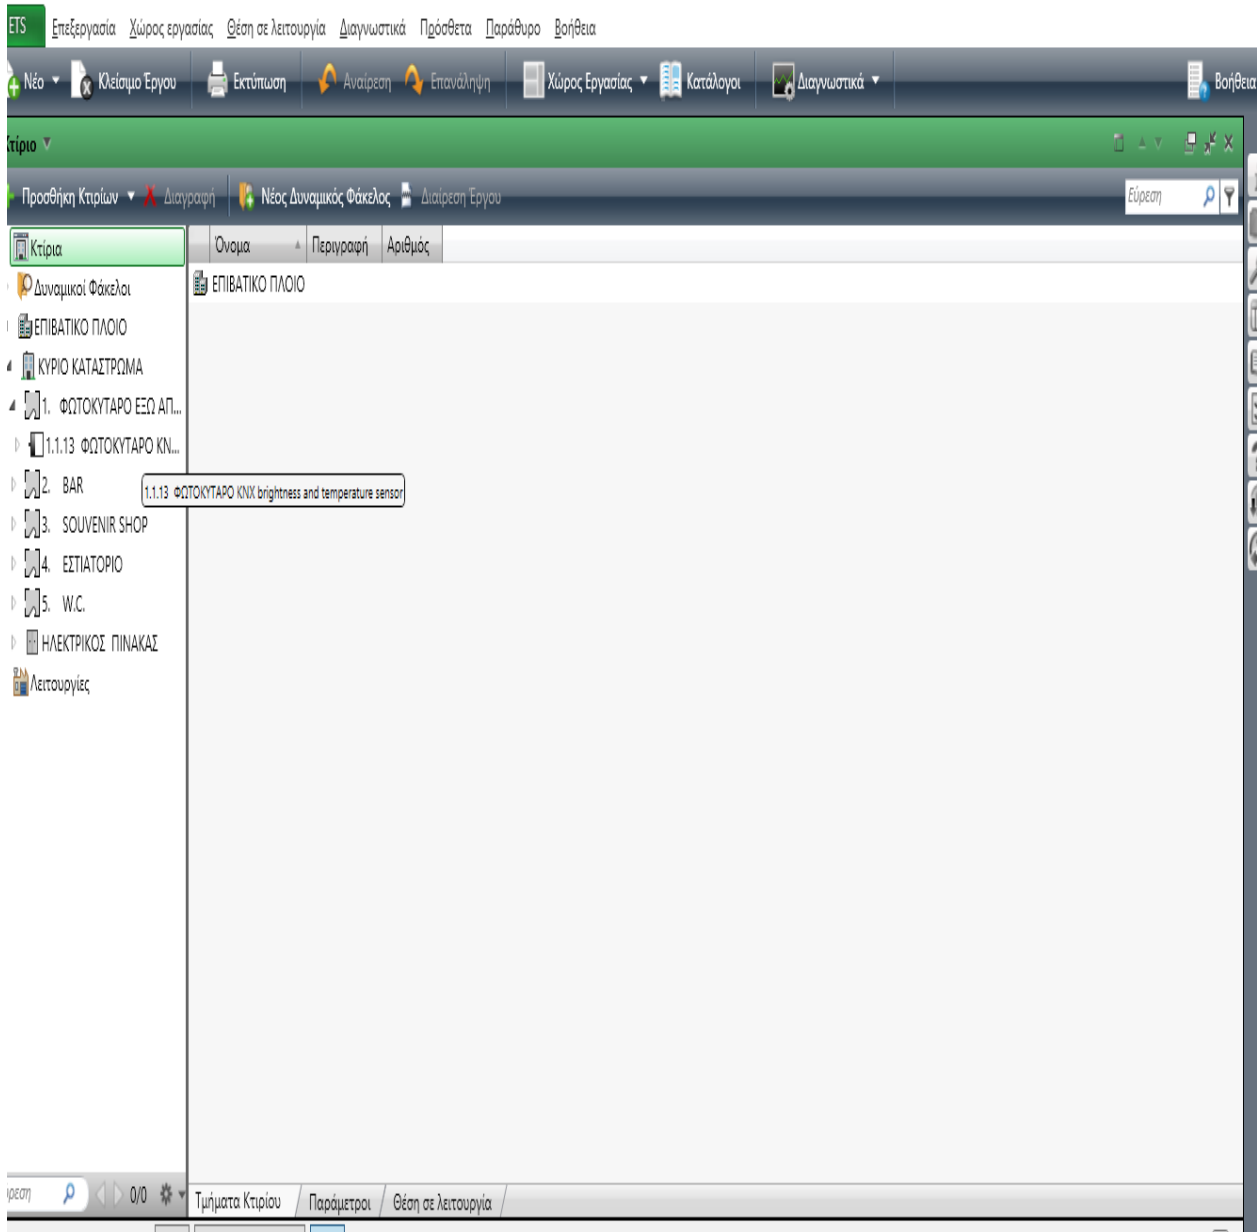 ETS Επεξεργασία Χώρος εργασίας Θέση σε λειτουργία Διαγνωστικά Πρόσθετα Παράθυρο Βοήθεια
Νέο Κλείσιμο Έργου Εκτύπωση Αναίρεση Επανάληψη Χώρος Εργασίας Κατάλογοι Διαγνωστικά Βοήθεια
Κτίριο
Προσθήκη Κτιρίων Διαγραφή Νέος Δυναμικός Φάκελος Διαίρεση Έργου Εύρεση
Κτίρια Όνομα Περιγραφή Αριθμός
Δυναμικοί Φάκελοι ΕΠΙΒΑΤΙΚΟ ΠΛΟΙΟ
ΕΠΙΒΑΤΙΚΟ ΠΛΟΙΟ
ΚΥΡΙΟ ΚΑΤΑΣΤΡΩΜΑ
1. ΦΩΤΟΚΥΤΑΡΟ ΕΞΩ ΑΠ...
1.1.13 ΦΩΤΟΚΥΤΑΡΟ KN...
2. BAR
1.1.13 ΦΩΤΟΚΥΤΑΡΟ KNX brightness and temperature sensor
3. SOUVENIR SHOP
4. ΕΣΤΙΑΤΟΡΙΟ
5. W.C.
ΗΛΕΚΤΡΙΚΟΣ ΠΙΝΑΚΑΣ
Λειτουργίες
ύρεση 0/0 Τμήματα Κτιρίου Παράμετροι Θέση σε λειτουργία